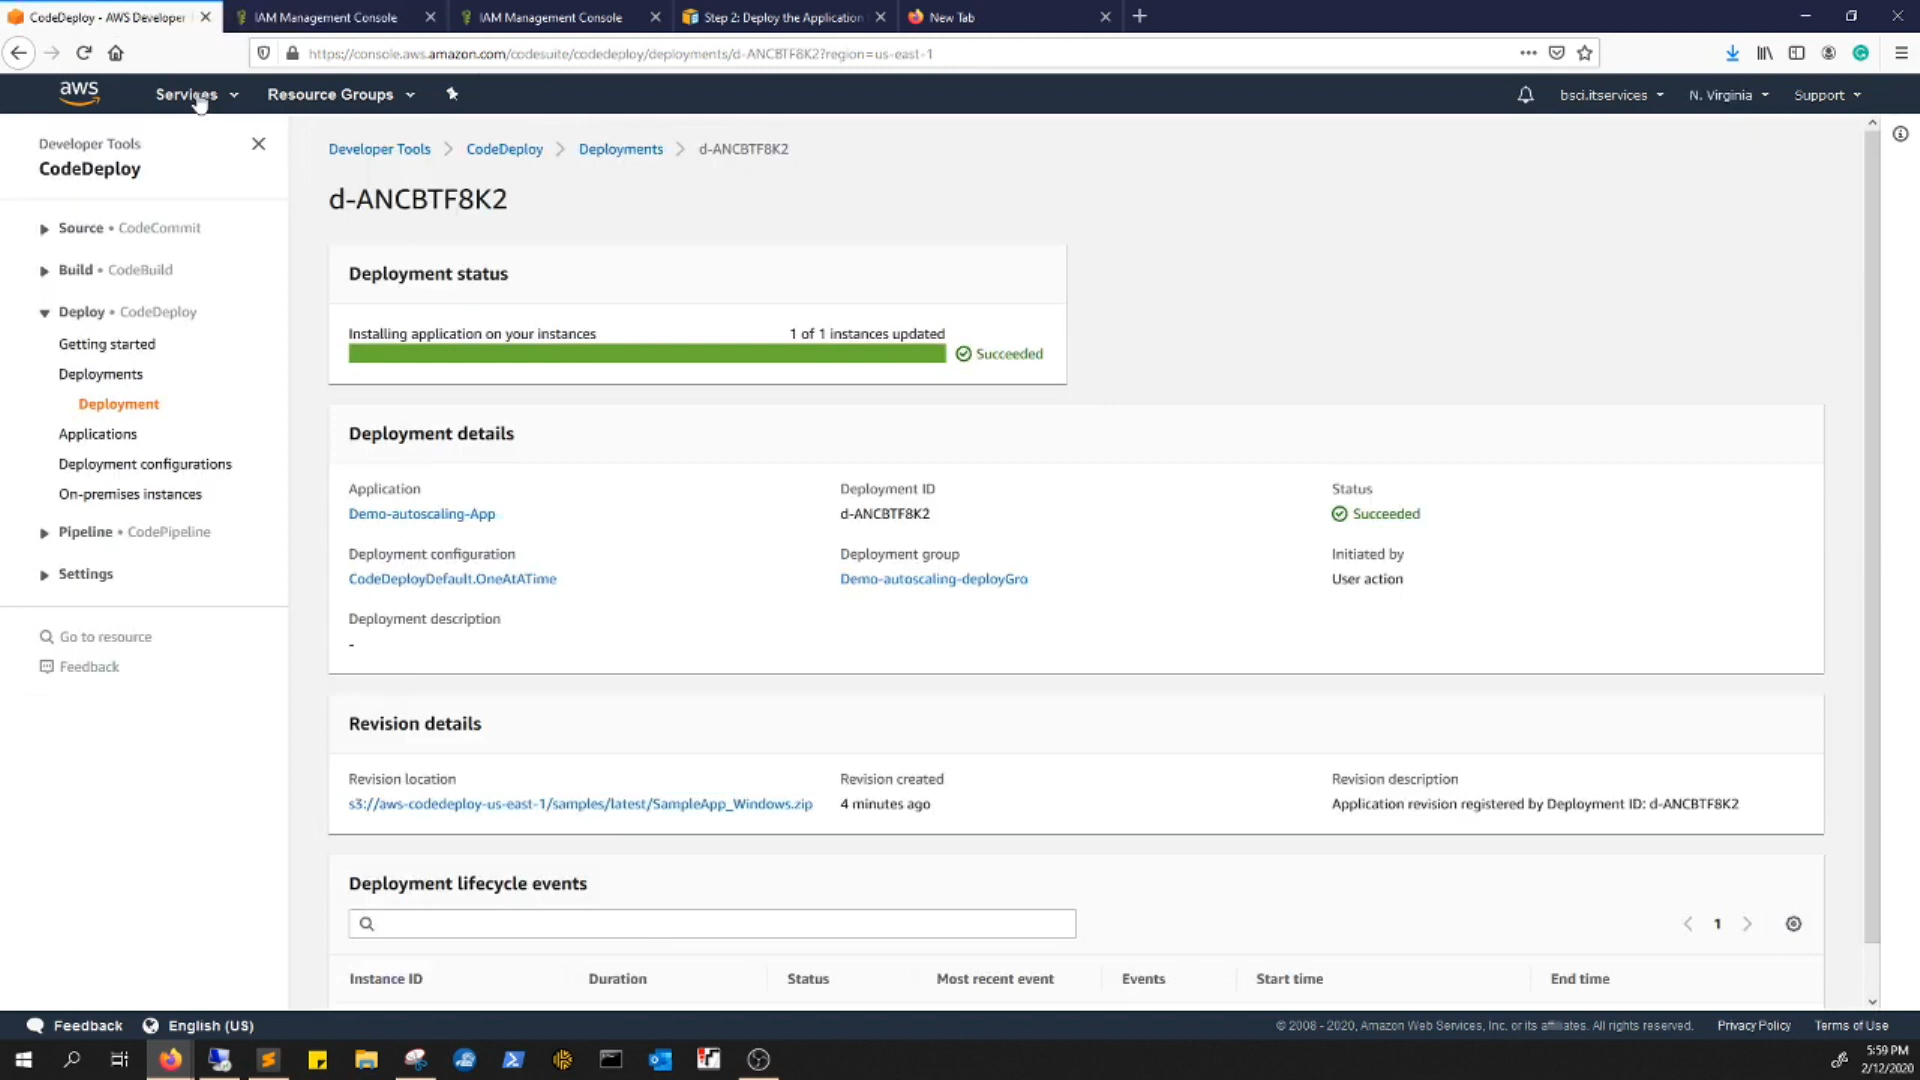 CodeDeploy - AWS Developer
IAM Management Console
IAM Management Console
Step 2: Deploy the Application
New Tab
https://console.aws.amazon.com/codesuite/codedeploy/deployments/d-ANCBTF8K2?region=us-east-1
aws
Services
Resource Groups
bsci.itservices
N. Virginia
Support
Developer Tools
CodeDeploy
Source • CodeCommit
Build • CodeBuild
Deploy • CodeDeploy
Getting started
Deployments
Deployment
Applications
Deployment configurations
On-premises instances
Pipeline • CodePipeline
Settings
Go to resource
Feedback
Developer Tools > CodeDeploy > Deployments > d-ANCBTF8K2
d-ANCBTF8K2
Deployment status
Installing application on your instances
1 of 1 instances updated
Succeeded
Deployment details
Application
Demo-autoscaling-App
Deployment ID
d-ANCBTF8K2
Status
Succeeded
Deployment configuration
CodeDeployDefault.OneAtATime
Deployment group
Demo-autoscaling-deployGro
Initiated by
User action
Deployment description
-
Revision details
Revision location
s3://aws-codedeploy-us-east-1/samples/latest/SampleApp_Windows.zip
Revision created
4 minutes ago
Revision description
Application revision registered by Deployment ID: d-ANCBTF8K2
Deployment lifecycle events
1
Instance ID
Duration
Status
Most recent event
Events
Start time
End time
Feedback
English (US)
© 2008 - 2020, Amazon Web Services, Inc. or its affiliates. All rights reserved.
Privacy Policy
Terms of Use
5:59 PM
2/12/2020